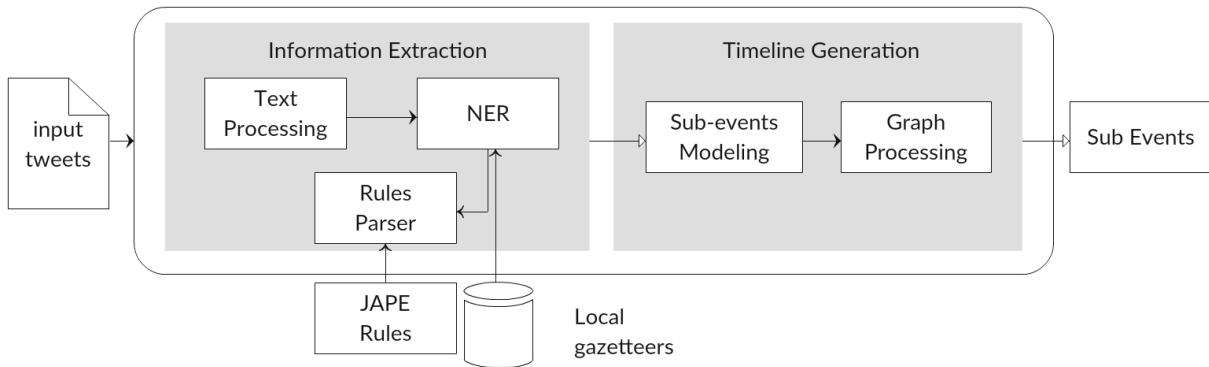 Information Extraction
Timeline Generation
input
tweets
Text
Processing
NER
Rules
Parser
Sub-events
Modeling
Graph
Processing
Sub Events
JAPE
Rules
Local
gazetteers